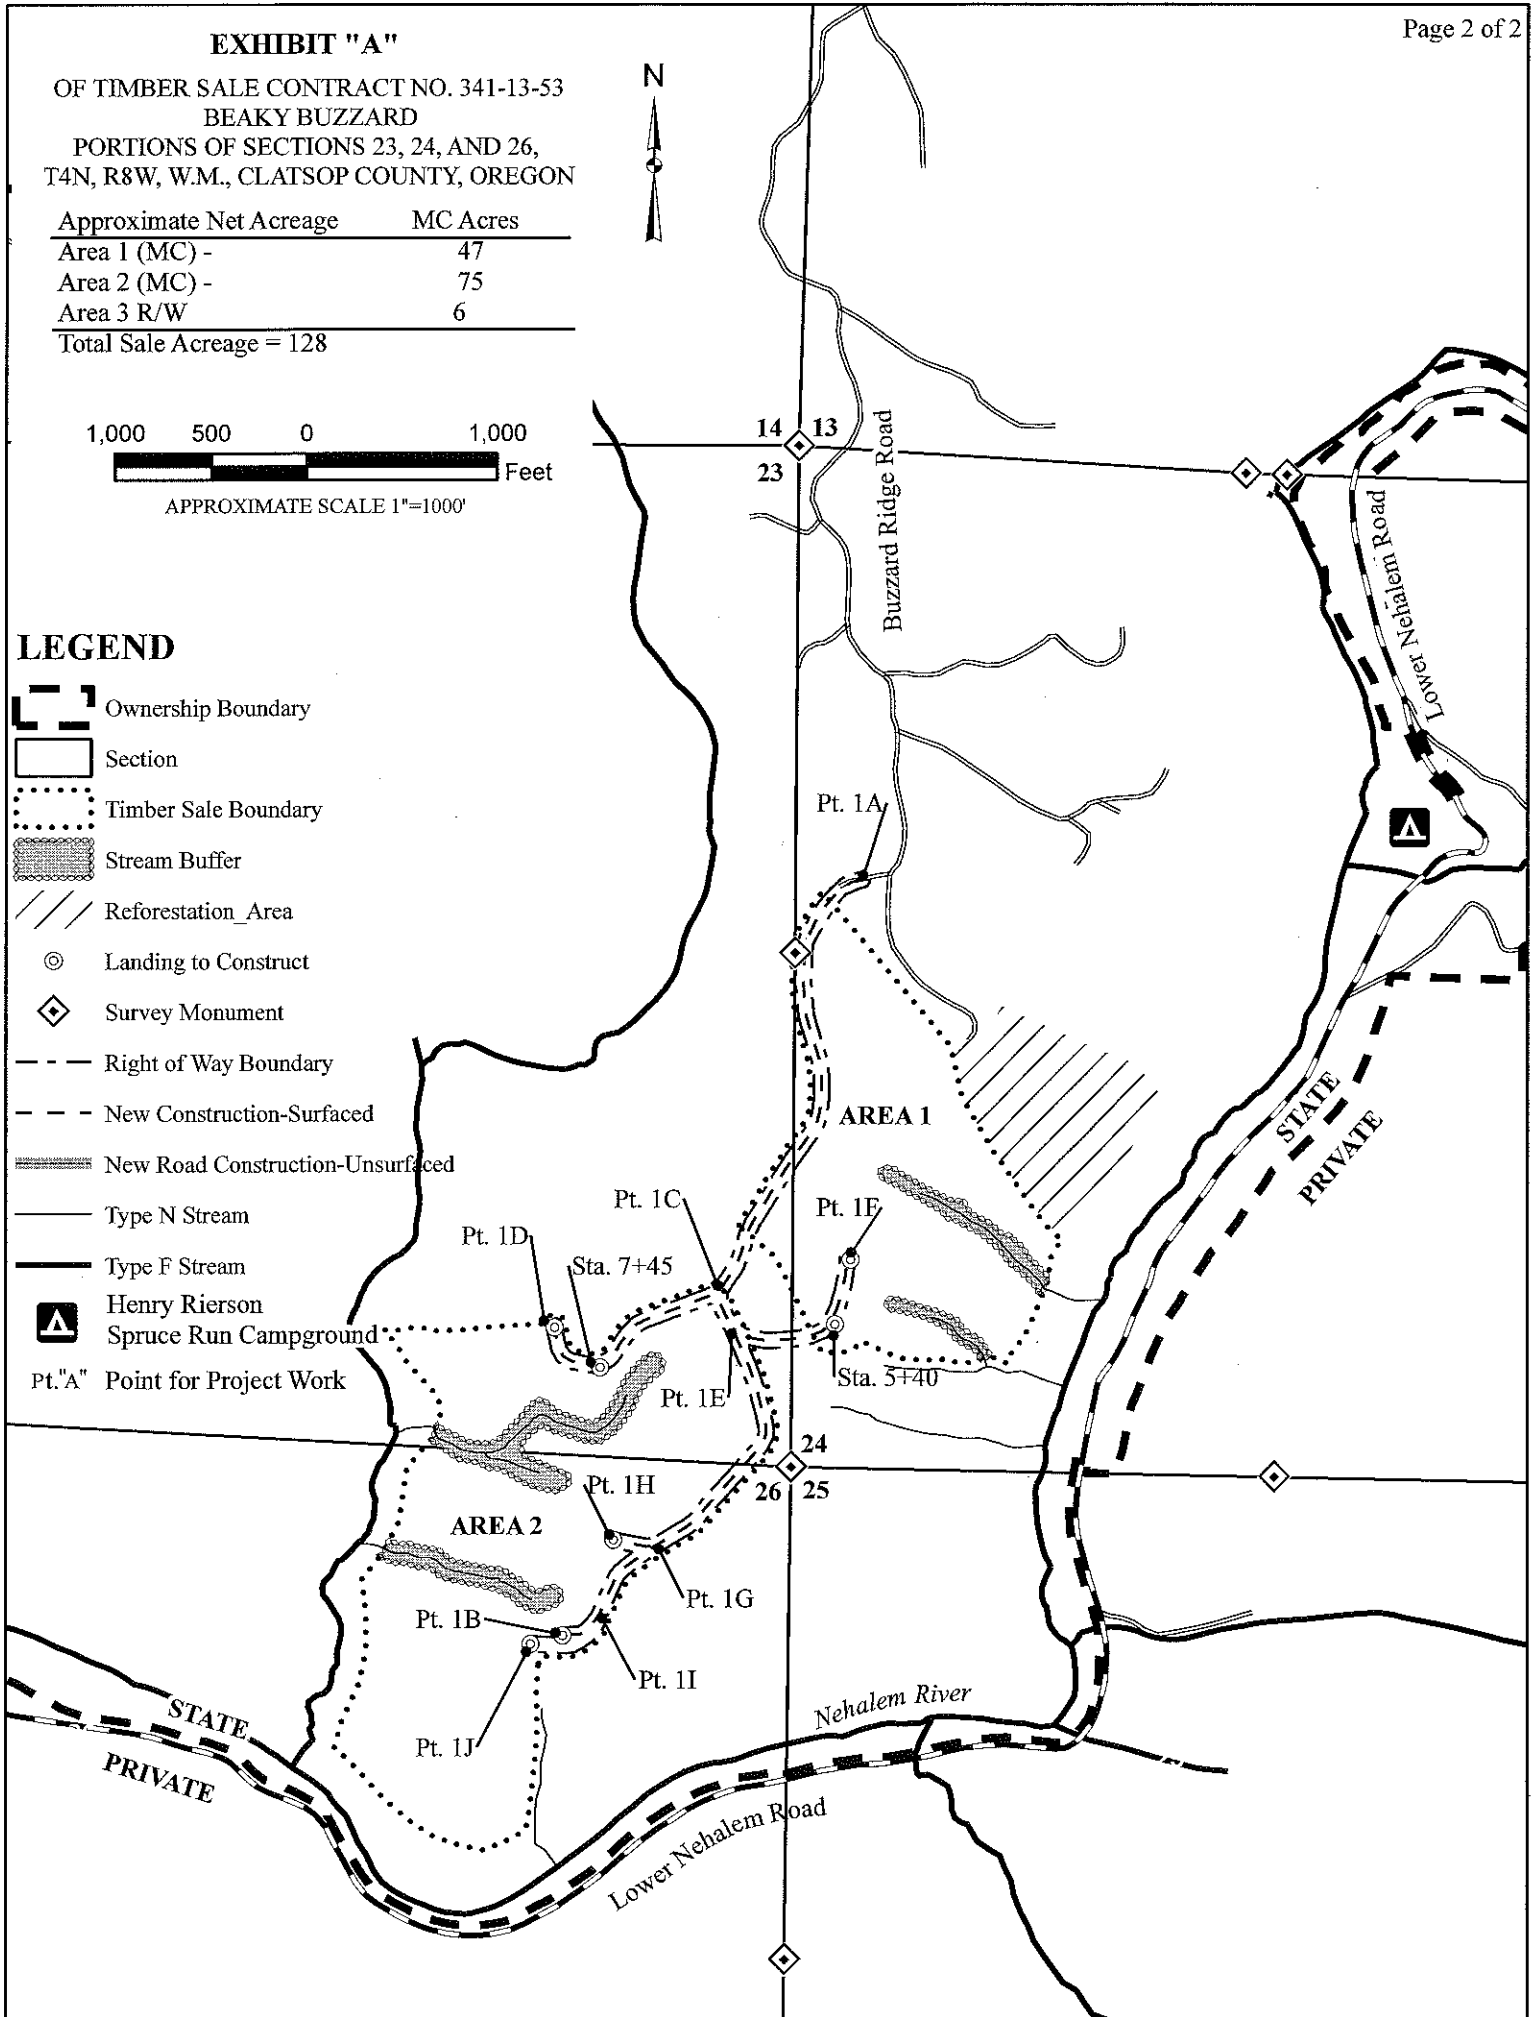 Page 2 of 2
EXHIBIT "A"
OF TIMBER SALE CONTRACT NO. 341-13-53
BEAKY BUZZARD
PORTIONS OF SECTIONS 23, 24, AND 26,
T4N, R8W, W.M., CLATSOP COUNTY, OREGON
Approximate Net Acreage MC Acres
Area 1 (MC) - 47
Area 2 (MC) - 75
Area 3 R/W 6
Total Sale Acreage = 128
N
1,000 500 0 1,000
Feet
APPROXIMATE SCALE 1"=1000'
14 13
23
Buzzard Ridge Road
Lower Nehalem Road
LEGEND
Ownership Boundary
Section
Timber Sale Boundary
Stream Buffer
Reforestation_Area
Landing to Construct
Survey Monument
Right of Way Boundary
New Construction-Surfaced
New Road Construction-Unsurfaced
Type N Stream
Type F Stream
Henry Rierson
Spruce Run Campground
Pt."A" Point for Project Work
Pt. 1A
AREA 1
STATE
PRIVATE
Pt. 1C
Pt. 1F
Pt. 1D
Sta. 7+45
Pt. 1E
Sta. 5+40
24
26 25
Pt. 1H
AREA 2
Pt. 1G
Pt. 1B
Pt. 1I
Pt. 1J
STATE
PRIVATE
Nehalem River
Lower Nehalem Road